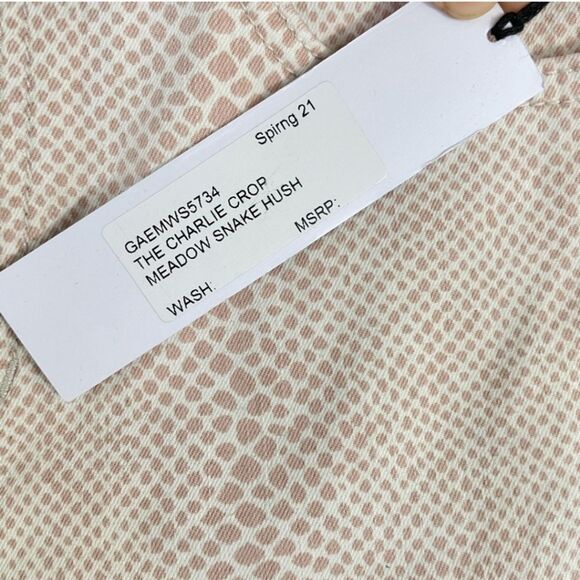 Spirng 21
GAEMWS5734
THE CHARLIE CROP
MEADOW SNAKE HUSH
WASH:
MSRP: